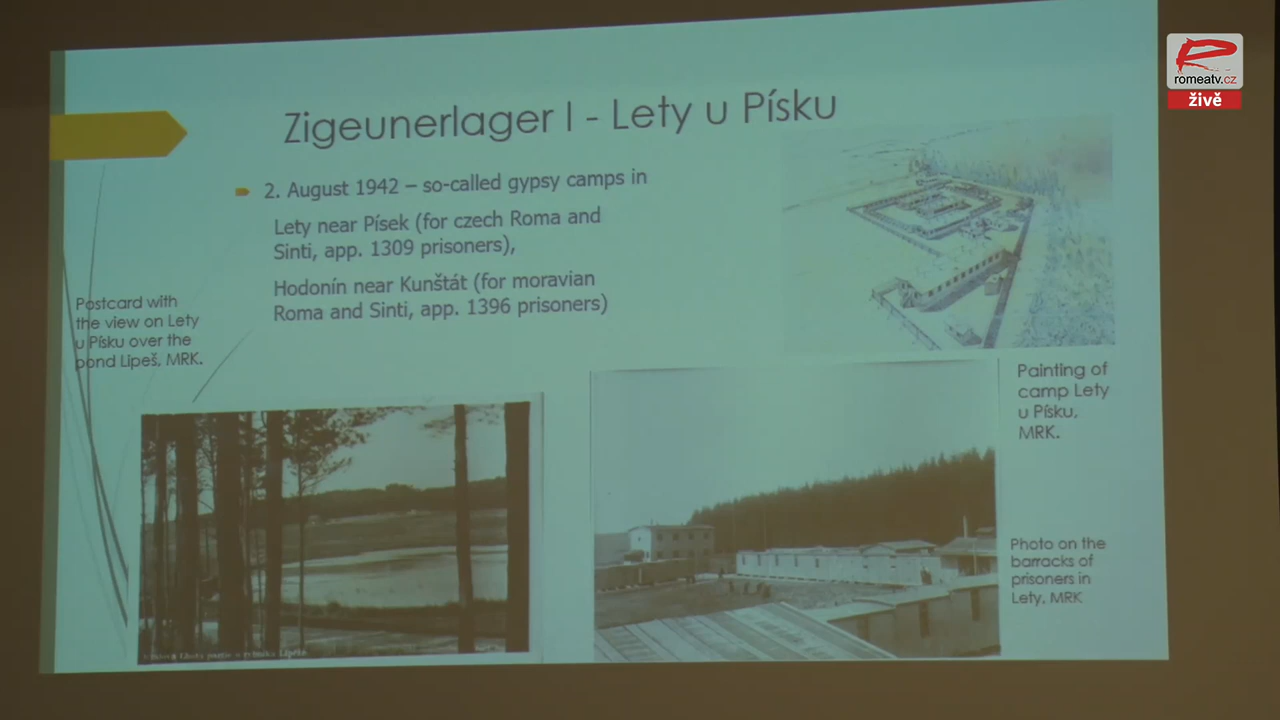 romeatv.cz
živě
Zigeunerlager I - Lety u Písku
2. August 1942 – so-called gypsy camps in
Lety near Písek (for czech Roma and
Sinti, app. 1309 prisoners),
Hodonín near Kunštát (for moravian
Roma and Sinti, app. 1396 prisoners)
Postcard with
the view on Lety
u Písku over the
pond Lipeš, MRK.
Painting of
camp Lety
u Písku,
MRK.
Photo on the
barracks of
prisoners in
Lety, MRK